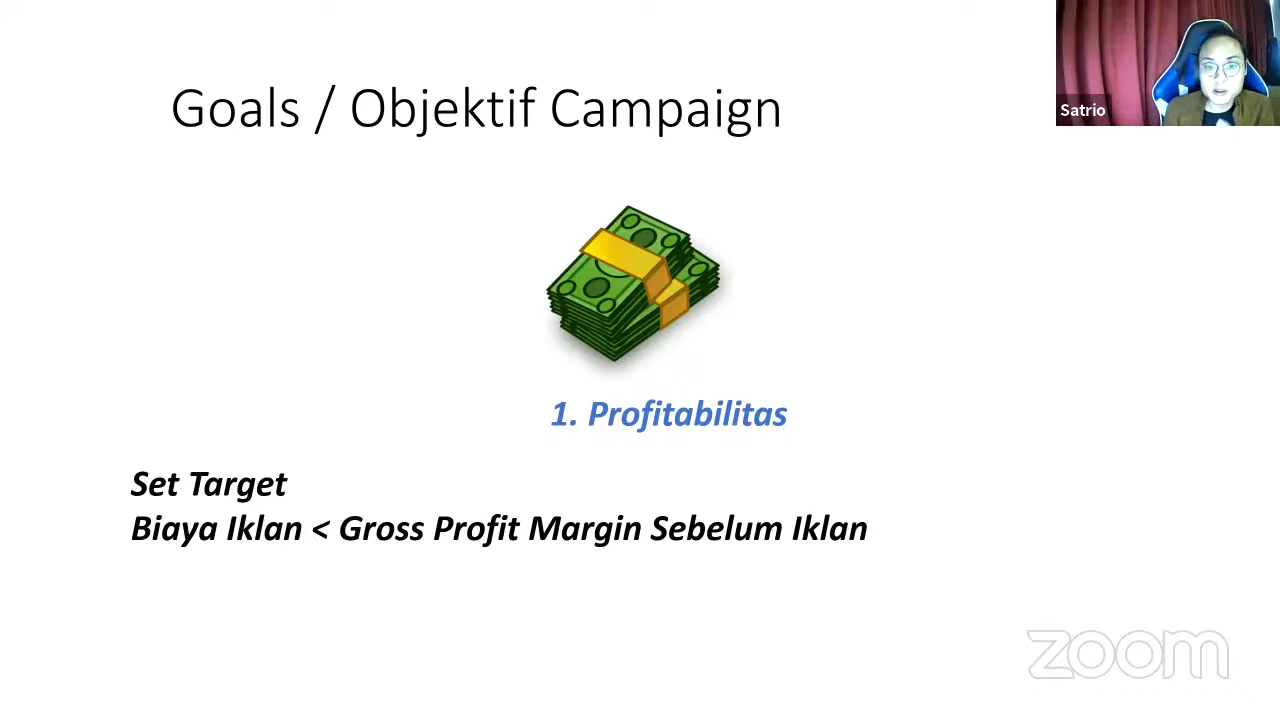 Goals / Objektif Campaign
Satrio
1. Profitabilitas
Set Target
Biaya Iklan < Gross Profit Margin Sebelum Iklan
zoom